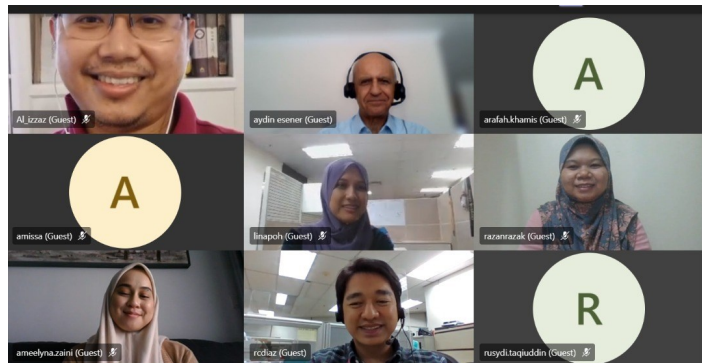 Al_izzaz (Guest)
aydin esener (Guest)
A
arafah.khamis (Guest)
A
amissa (Guest)
linapoh (Guest)
razanrazak (Guest)
ameelyna.zaini (Guest)
rcdiaz (Guest)
R
rusydi.taqiuddin (Guest)